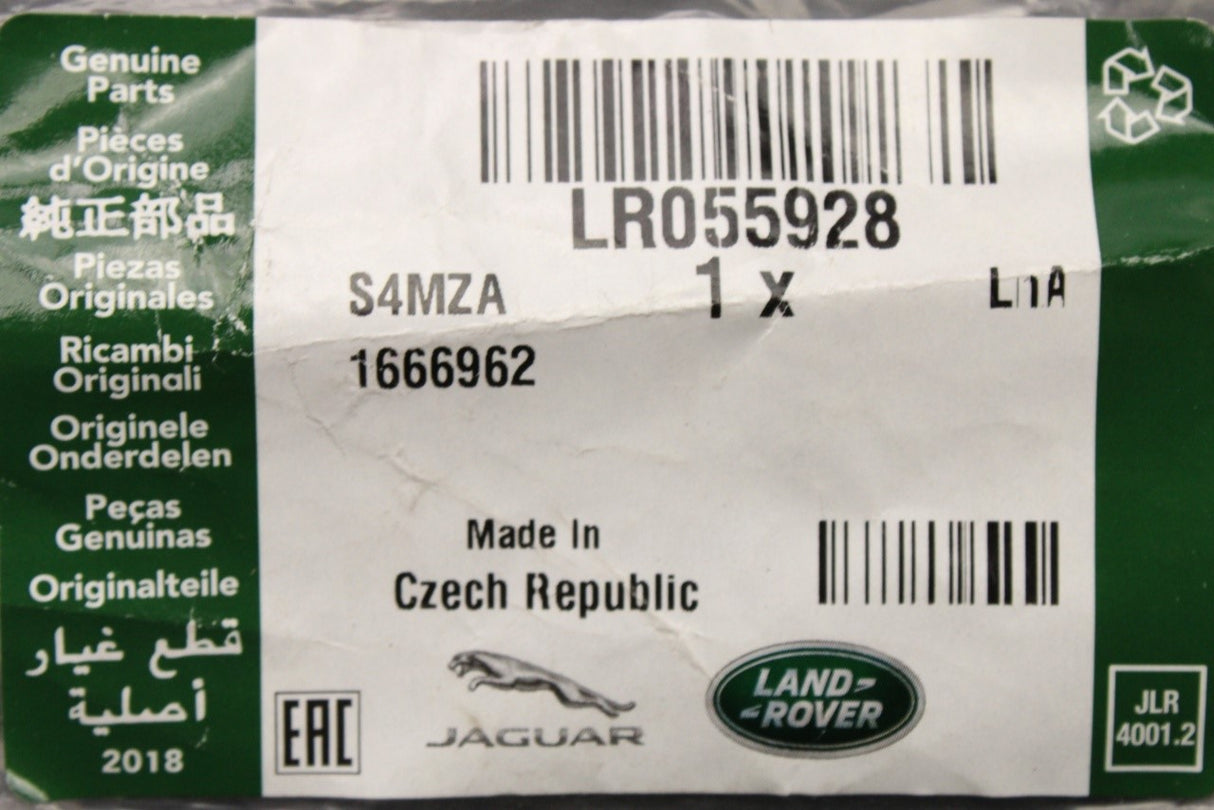 Genuine
Parts
Pièces
d'Origine
純正部品
Piezas
Originales
Ricambi
Originali
Originele
Onderdelen
Peças
Genuinas
Originalteile
قطع غيار
أصلية
2018
LR055928
S4MZA 1 x
1666962
Made In
Czech Republic
EAC
JAGUAR
LAND
ROVER
JLR
4001.2